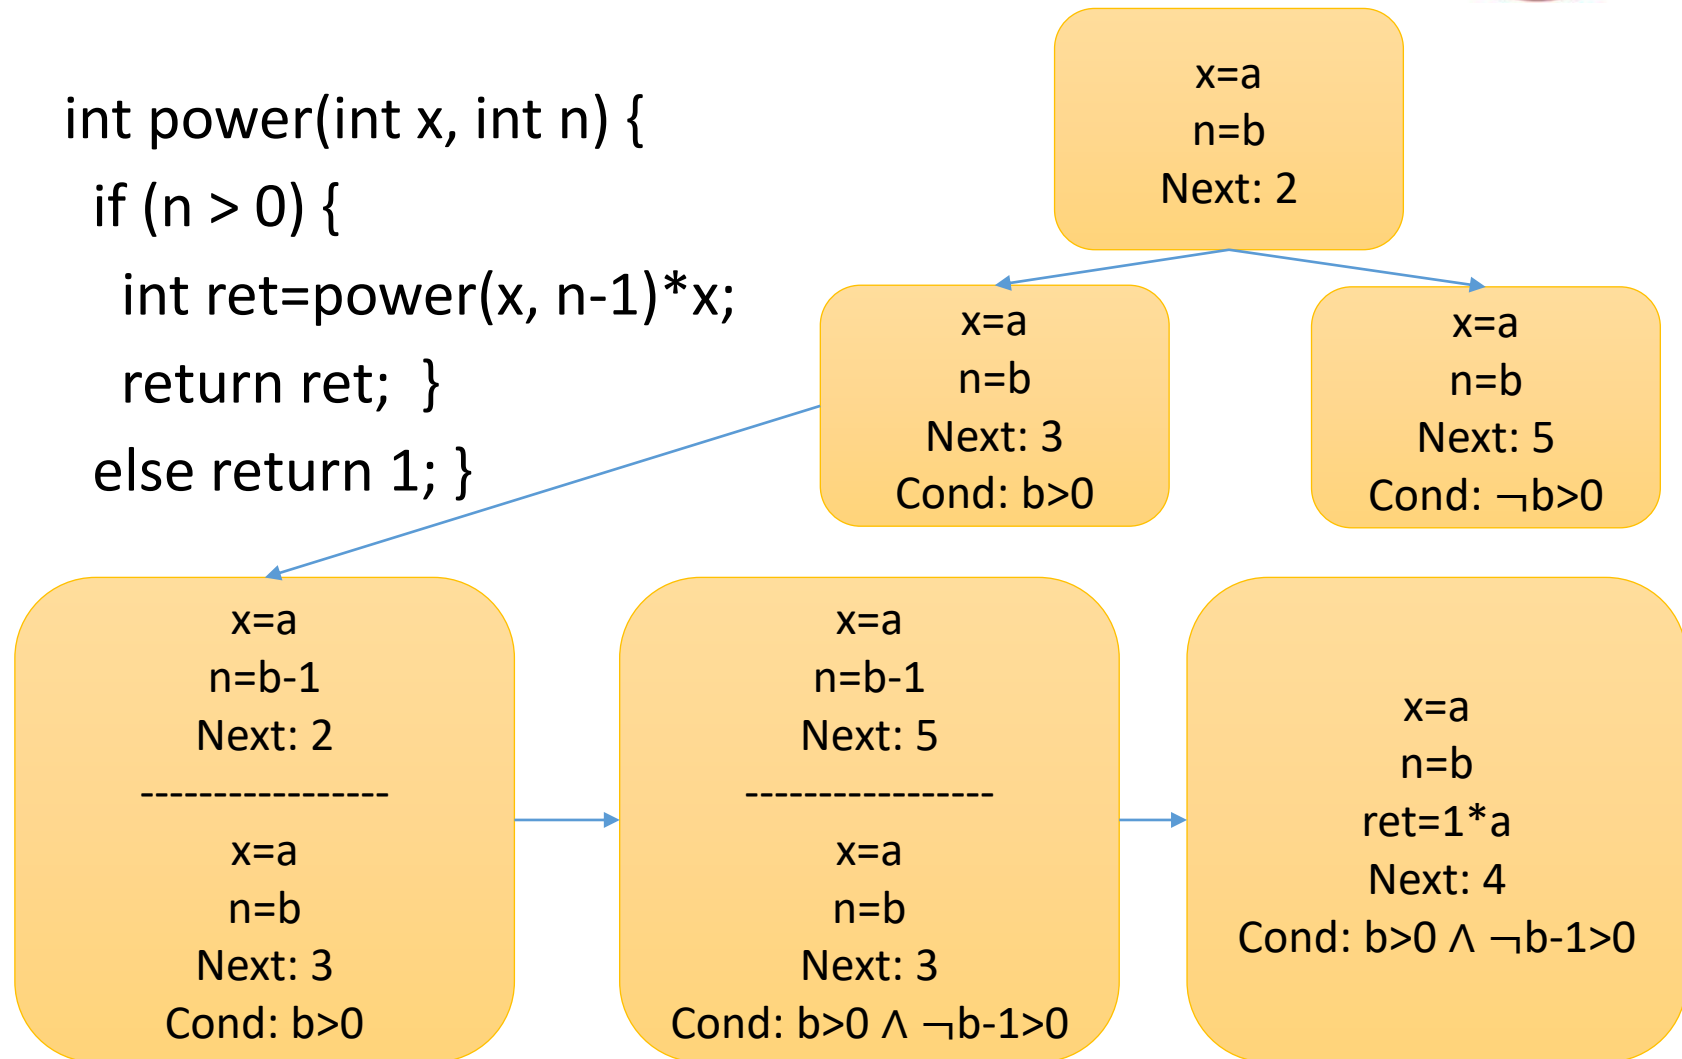 int power(int x, int n) {
if (n > 0) {
int ret=power(x, n-1)*x;
return ret; }
else return 1; }
x=a
n=b
Next: 2
x=a
n=b
Next: 3
Cond: b>0
x=a
n=b
Next: 5
Cond: ¬b>0
x=a
n=b-1
Next: 2
-----------------
x=a
n=b
Next: 3
Cond: b>0
x=a
n=b-1
Next: 5
-----------------
x=a
n=b
Next: 3
Cond: b>0 ∧ ¬b-1>0
x=a
n=b
ret=1*a
Next: 4
Cond: b>0 ∧ ¬b-1>0